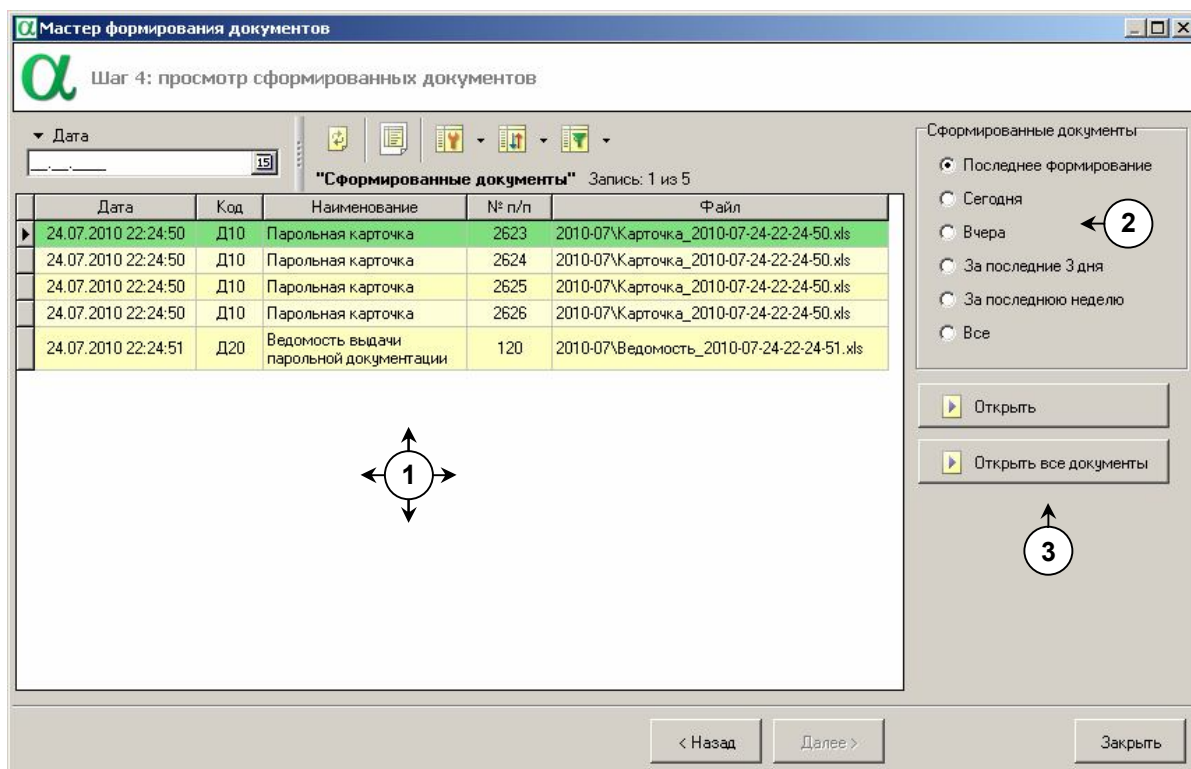 Мастер формирования документов
Шаг 4: просмотр сформированных документов
Дата
__.__.____
15
"Сформированные документы" Запись: 1 из 5
Дата Код Наименование № п/п Файл
24.07.2010 22:24:50 Д10 Парольная карточка 2623 2010-07\Карточка_2010-07-24-22-24-50.xls
24.07.2010 22:24:50 Д10 Парольная карточка 2624 2010-07\Карточка_2010-07-24-22-24-50.xls
24.07.2010 22:24:50 Д10 Парольная карточка 2625 2010-07\Карточка_2010-07-24-22-24-50.xls
24.07.2010 22:24:50 Д10 Парольная карточка 2626 2010-07\Карточка_2010-07-24-22-24-50.xls
24.07.2010 22:24:51 Д20 Ведомость выдачи парольной документации 120 2010-07\Ведомость_2010-07-24-22-24-51.xls
1
Сформированные документы
Последнее формирование
Сегодня
Вчера
За последние 3 дня
За последнюю неделю
Все
2
Открыть
Открыть все документы
3
< Назад
Далее >
Закрыть